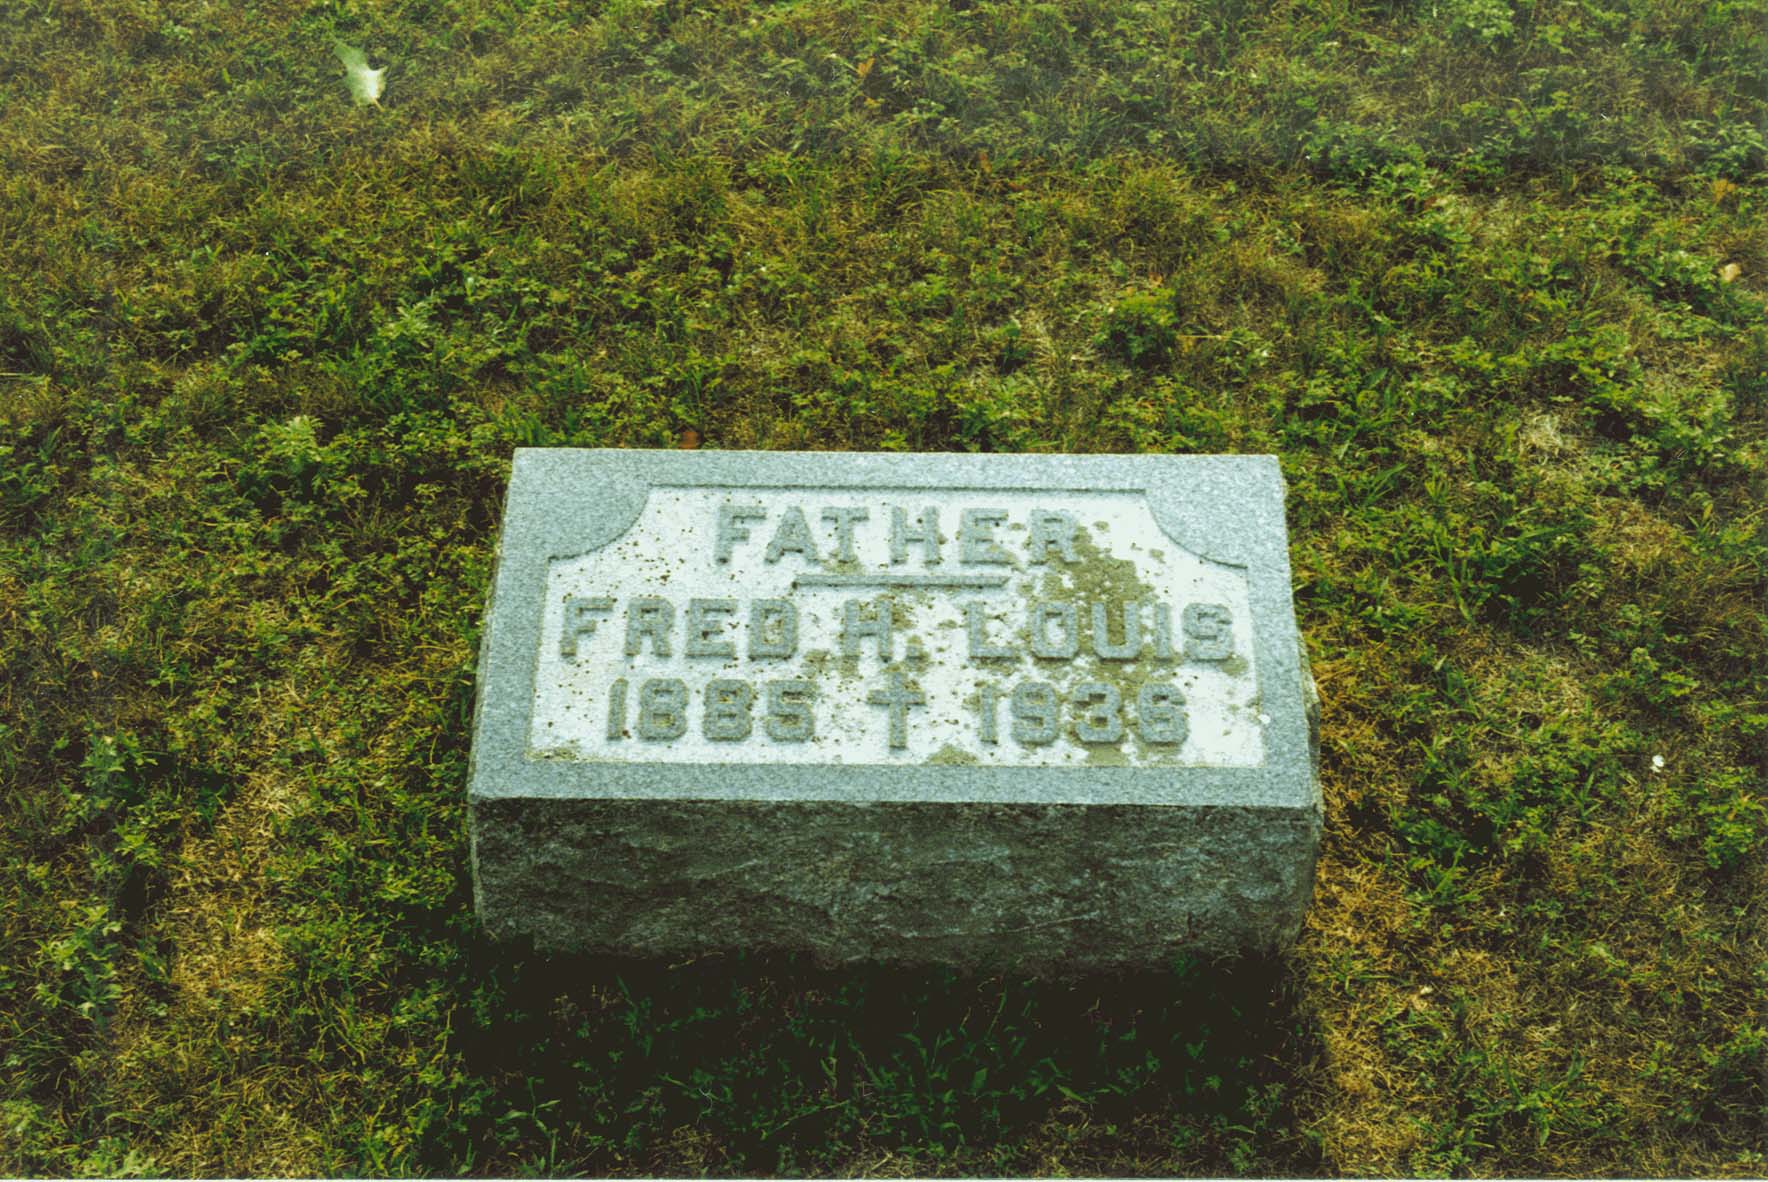 FATHER
FRED H. LOUIS
1885 ✝ 1936